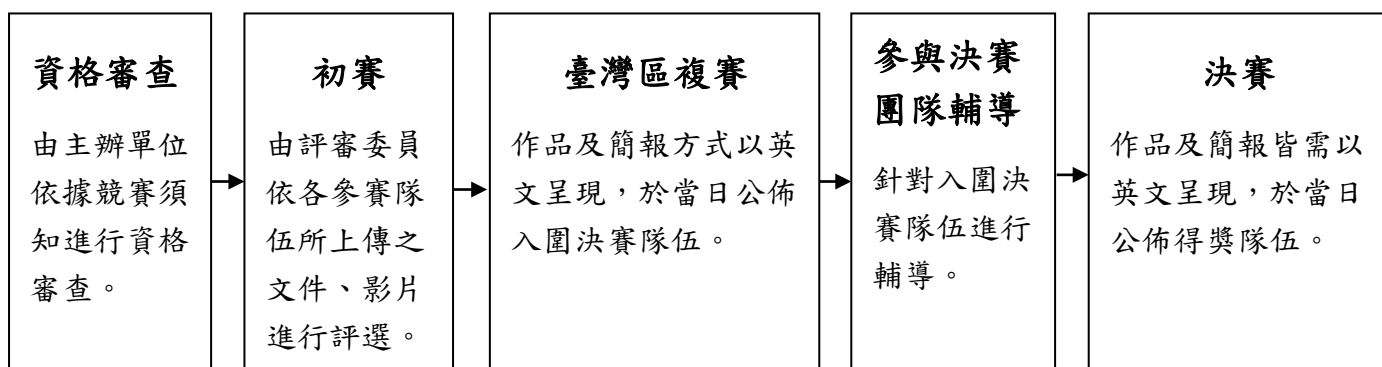 資格審查
由主辦單位
依據競賽須
知進行資格
審查。
初賽
由評審委員
依各參賽隊
伍所上傳之
文件、影片
進行評選。
臺灣區複賽
作品及簡報方式以英
文呈現，於當日公佈
入圍決賽隊伍。
參與決賽
團隊輔導
針對入圍決
賽隊伍進行
輔導。
決賽
作品及簡報皆需以
英文呈現，於當日
公佈得獎隊伍。